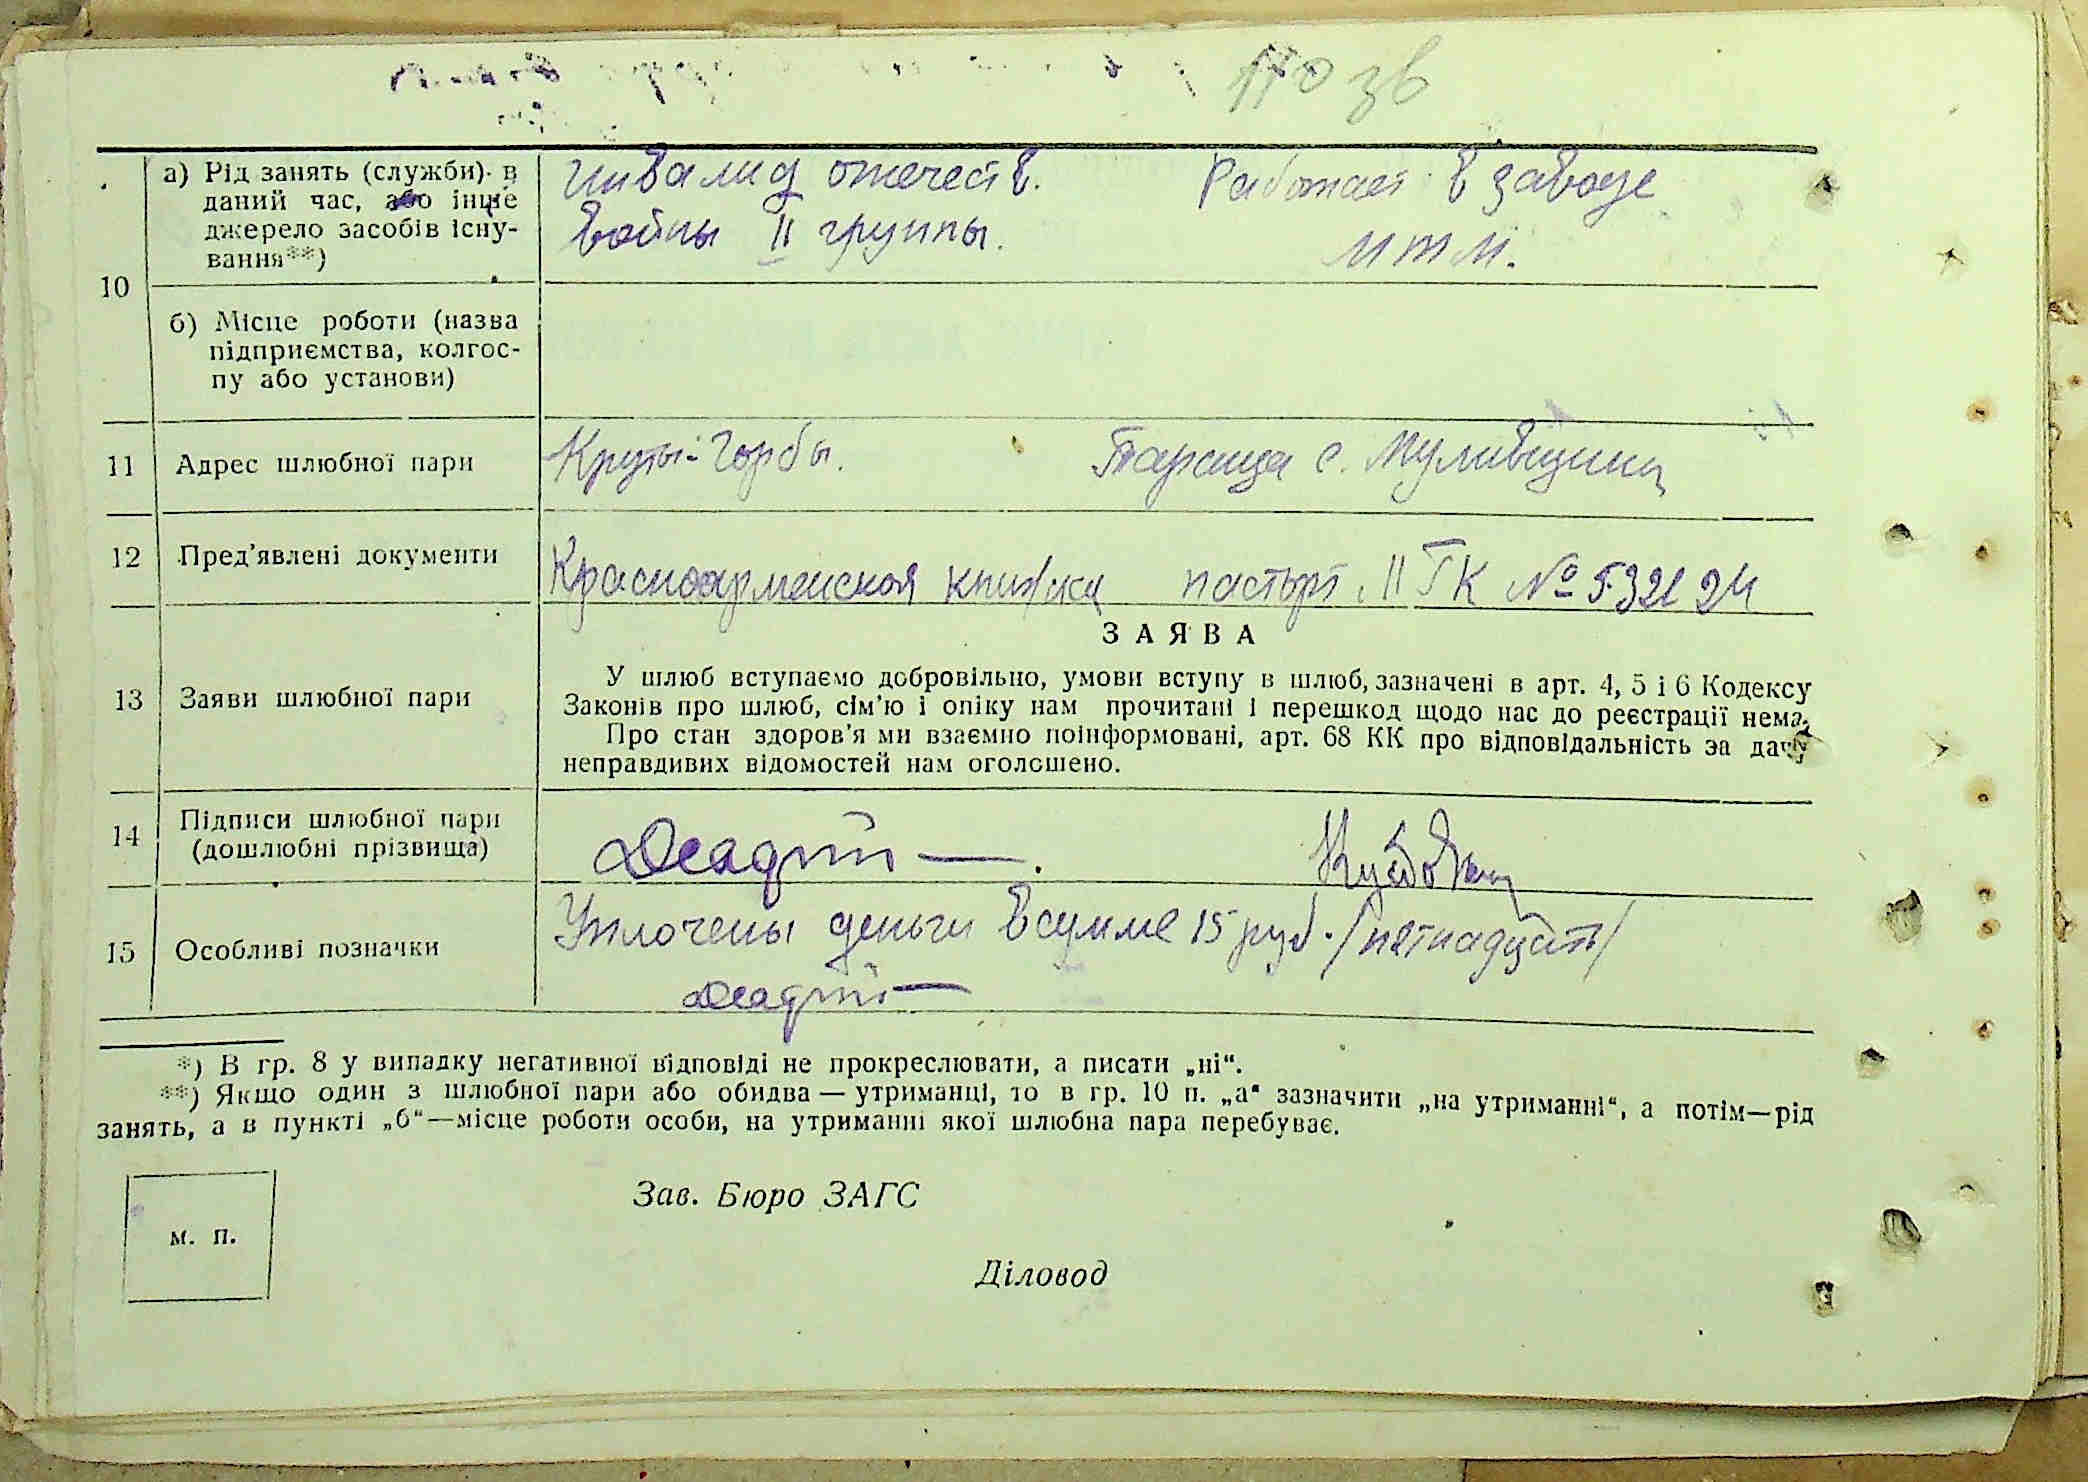 110 зв
10
а) Рід занять (служби) в даний час, або інше джерело засобів існування**)
Инвалид отечеств. войны II группы.
Работает в заводе МТМ.
б) Місце роботи (назва підприємства, колгоспу або установи)
11 Адрес шлюбної пари
Круты-Горбы. Тараща с.
12 Пред'явлені документи
Красноармейская книжка паспорт II ТК №
13 Заяви шлюбної пари
ЗАЯВА
У шлюб вступаємо добровільно, умови вступу в шлюб, зазначені в арт. 4, 5 і 6 Кодексу
Законів про шлюб, сім'ю і опіку нам прочитані і перешкод щодо нас до реєстрації нема.
Про стан здоров'я ми взаємно поінформовані, арт. 68 КК про відповідальність за дачу
неправдивих відомостей нам оголошено.
14 Підписи шлюбної пари (дошлюбні прізвища)
15 Особливі позначки
Уплочены деньги в сумме 15 руб. /пятнадцать/
*) В гр. 8 у випадку негативної відповіді не прокреслювати, а писати „ні“.
**) Якщо один з шлюбної пари або обидва — утриманці, то в гр. 10 п. „а“ зазначити „на утриманні“, а потім—рід
занять, а в пункті „б“—місце роботи особи, на утриманні якої шлюбна пара перебуває.
Зав. Бюро ЗАГС
м. п.
Діловод